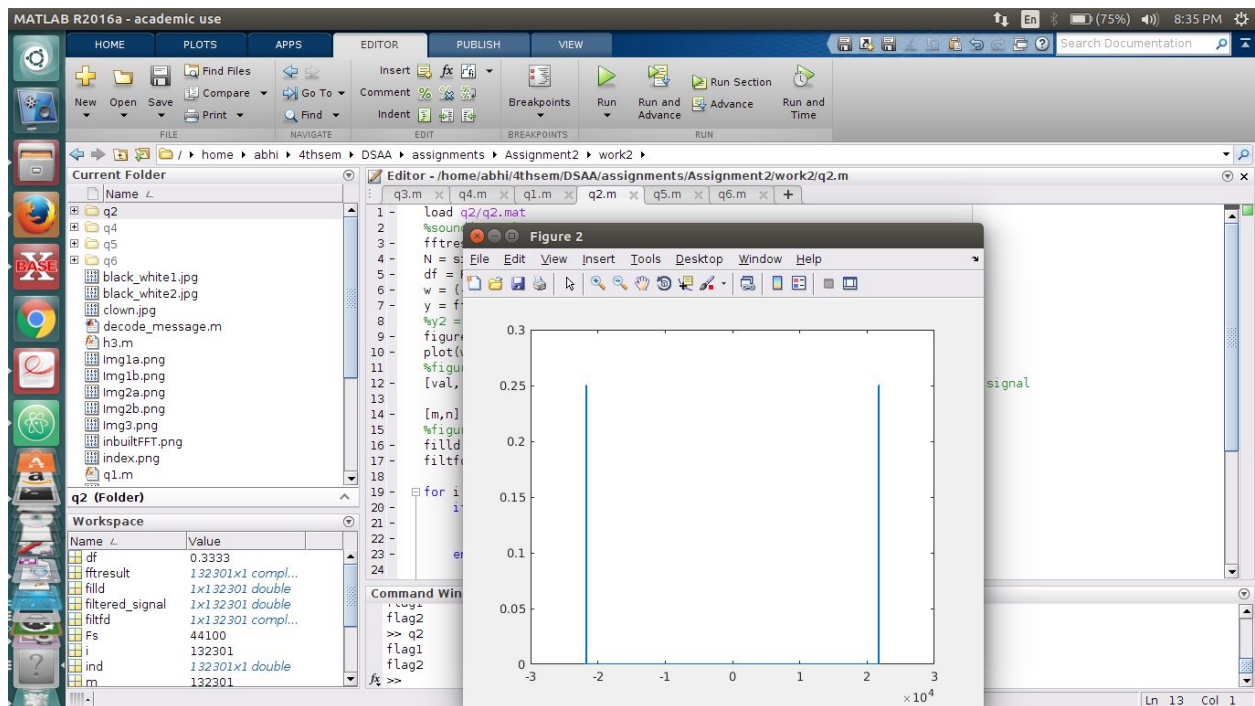 MATLAB R2016a - academic use
En (75%) 8:35 PM
HOME PLOTS APPS EDITOR PUBLISH VIEW Search Documentation
New Open Save Find Files Compare Print
Go To Find
Insert fx Comment % Indent
Breakpoints
Run Run and Advance Run Section Advance Run and Time
FILE NAVIGATE EDIT BREAKPOINTS RUN
/ home abhi 4thsem DSAA assignments Assignment2 work2
Current Folder
Name
q2
q4
q5
q6
black_white1.jpg
black_white2.jpg
clown.jpg
decode_message.m
h3.m
Img1a.png
Img1b.png
Img2a.png
Img2b.png
Img3.png
inbuiltFFT.png
index.png
q1.m
q2 (Folder)
Workspace
Name Value
df 0.3333
fftresult 132301x1 compl...
filld 1x132301 double
filtered_signal 1x132301 double
filtfd 1x132301 compl...
Fs 44100
i 132301
ind 132301x1 double
m 132301
Editor - /home/abhi/4thsem/DSAA/assignments/Assignment2/work2/q2.m
q3.m q4.m q1.m q2.m q5.m q6.m +
1 - load q2/q2.mat
2 %soun
3 - fftres
4 - N = s
5 - df =
6 - w = (
7 - y = f
8 %y2 =
9 - figure
10 - plot(
11 %figu
12 - [val, signal
13
14 - [m,n]
15 %figu
16 - filld
17 - filtf
18
19 - for i
20 - i
21 -
22 -
23 - e
24
Figure 2
File Edit View Insert Tools Desktop Window Help
0.3
0.25
0.2
0.15
0.1
0.05
0
-3 -2 -1 0 1 2 3
×10⁴
Command Win
flag1
flag2
>> q2
flag1
flag2
fx >>
Ln 13 Col 1
BASE